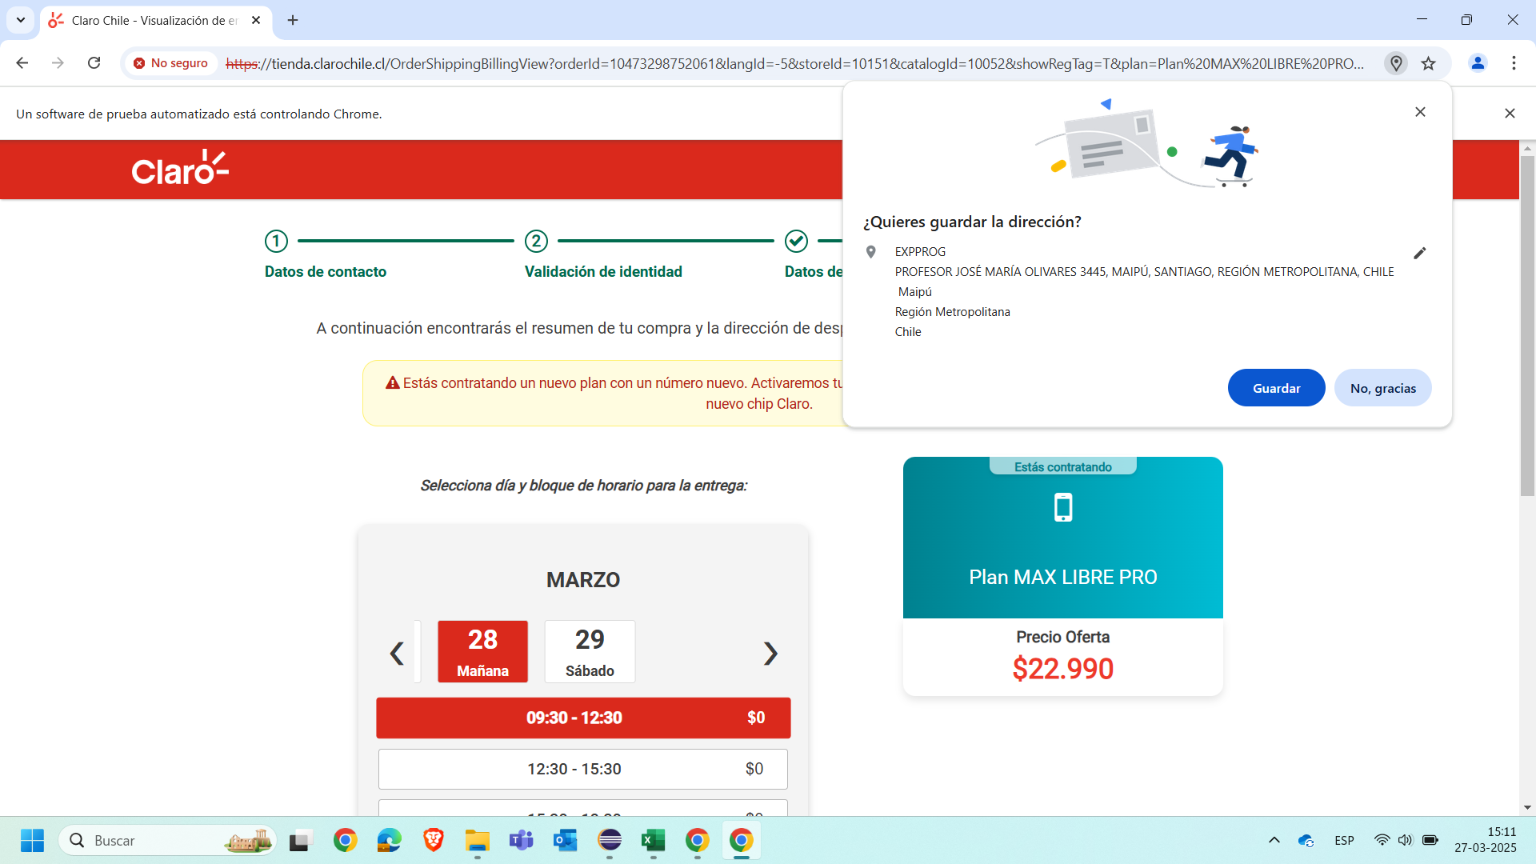 Claro Chile - Visualización de e
No seguro
https://tienda.clarochile.cl/OrderShippingBillingView?orderId=10473298752061&langId=-5&storeId=10151&catalogId=10052&showRegTag=T&plan=Plan%20MAX%20LIBRE%20PRO...
Un software de prueba automatizado está controlando Chrome.
Claro
¿Quieres guardar la dirección?
EXPPROG
PROFESOR JOSÉ MARÍA OLIVARES 3445, MAIPÚ, SANTIAGO, REGIÓN METROPOLITANA, CHILE
Maipú
Región Metropolitana
Chile
Guardar
No, gracias
1
2
Datos de contacto
Validación de identidad
Datos de
A continuación encontrarás el resumen de tu compra y la dirección de desp
Estás contratando un nuevo plan con un número nuevo. Activaremos tu
nuevo chip Claro.
Selecciona día y bloque de horario para la entrega:
MARZO
28
Mañana
29
Sábado
09:30 - 12:30 $0
12:30 - 15:30 $0
Estás contratando
Plan MAX LIBRE PRO
Precio Oferta
$22.990
Buscar
ESP
15:11
27-03-2025